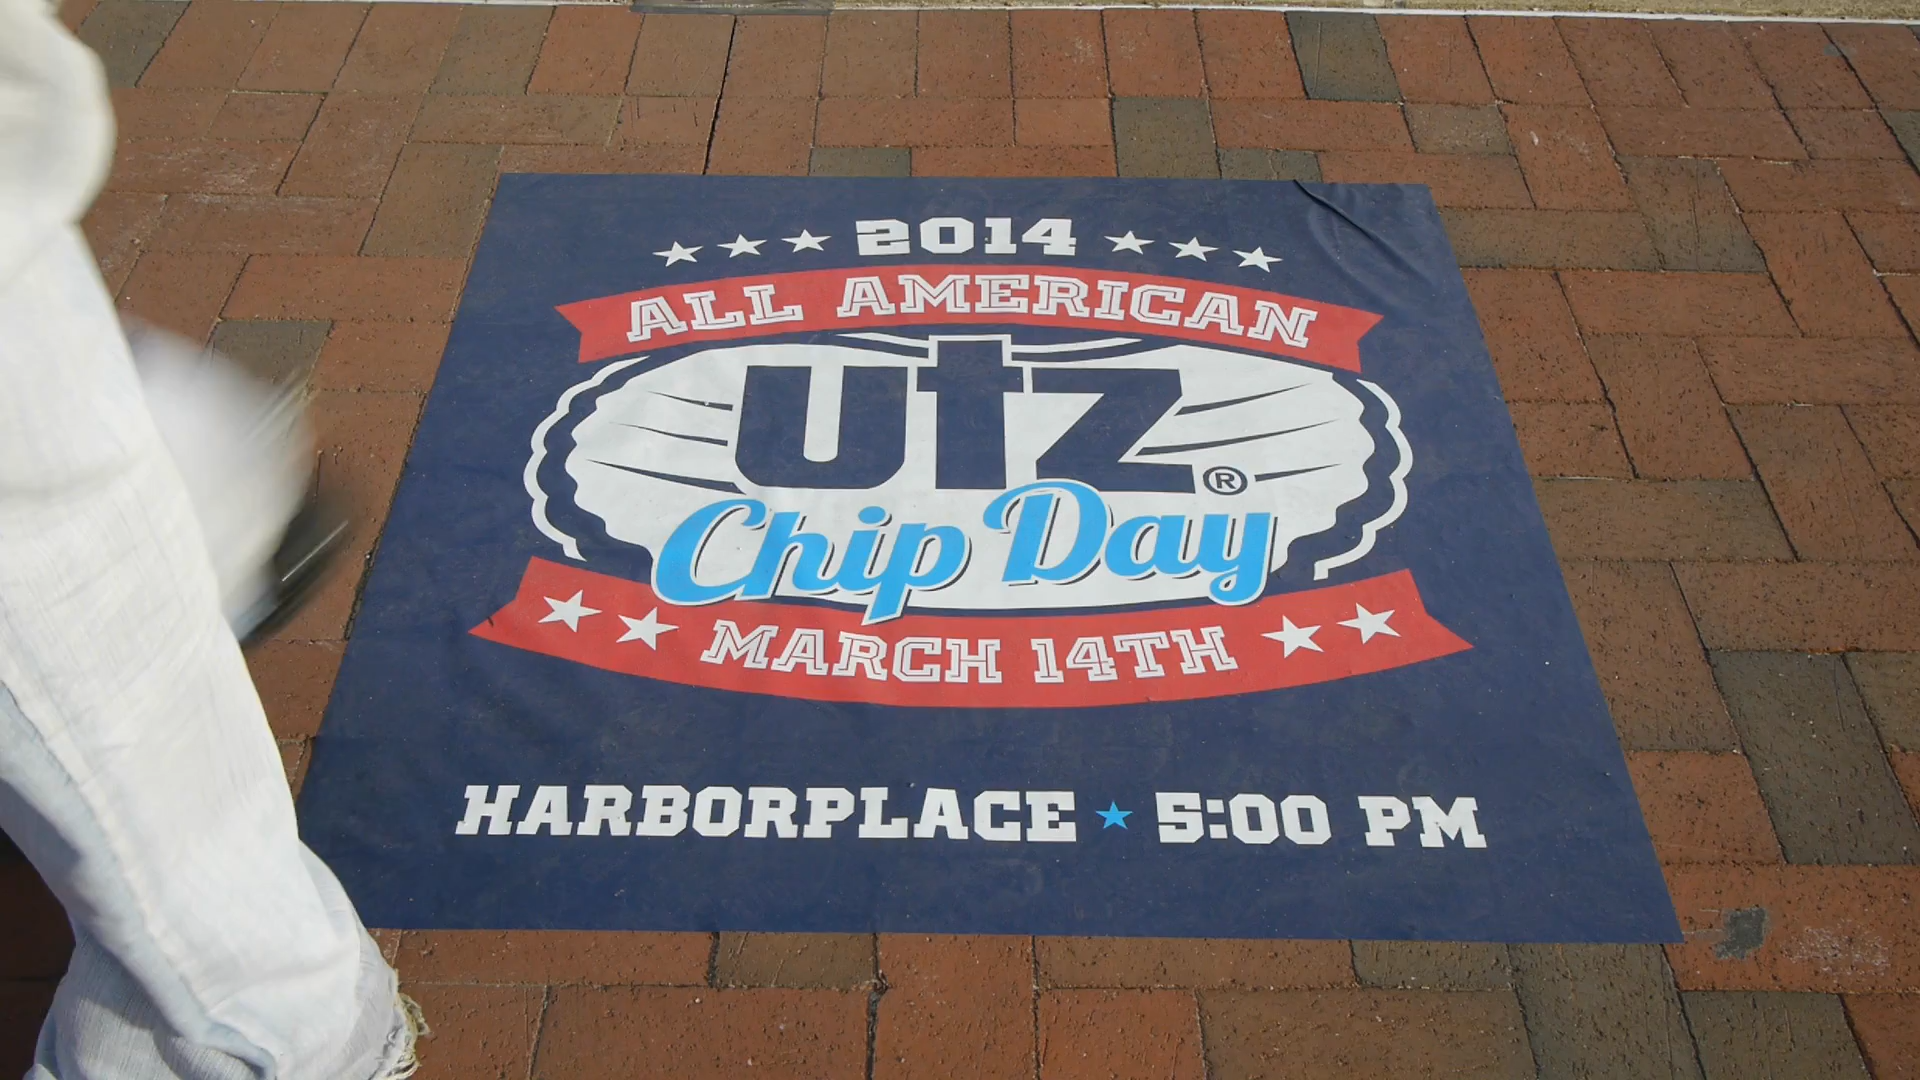 2014
ALL AMERICAN
utz®
Chip Day
MARCH 14TH
HARBORPLACE ★ 5:00 PM